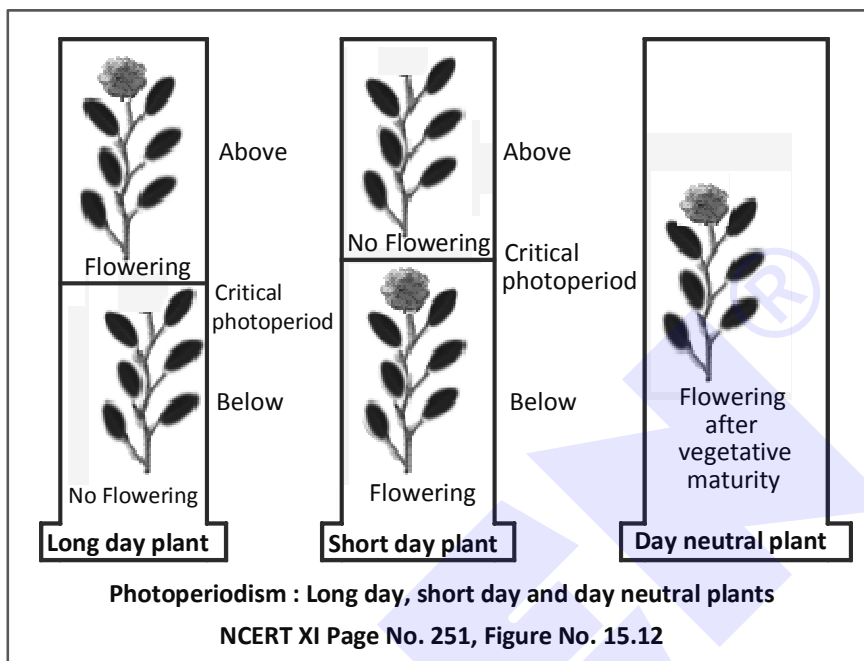 Above
Flowering
Critical
photoperiod
Below
No Flowering
Long day plant
Above
No Flowering
Critical
photoperiod
Below
Flowering
Short day plant
Flowering
after
vegetative
maturity
Day neutral plant
Photoperiodism : Long day, short day and day neutral plants
NCERT XI Page No. 251, Figure No. 15.12
®